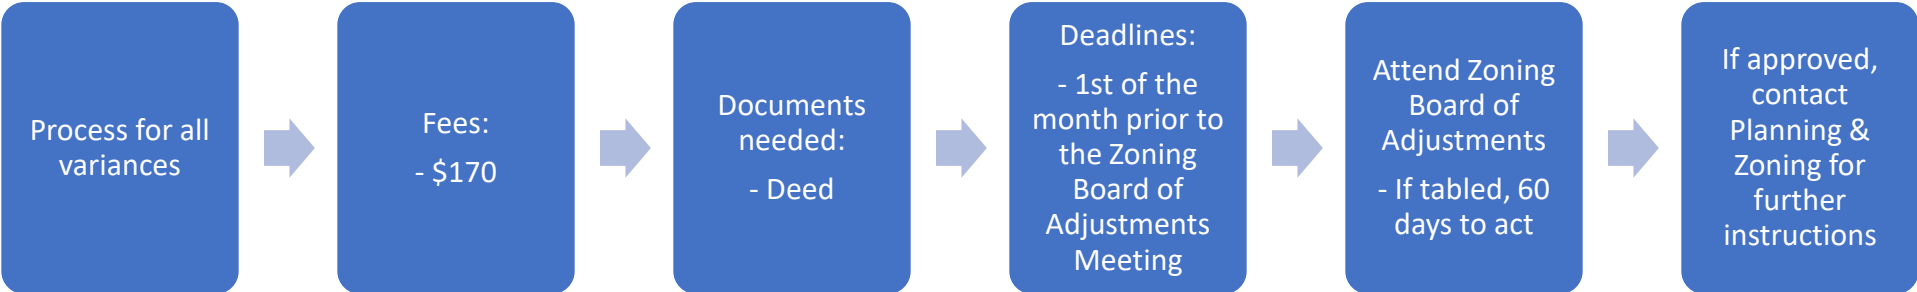 Process for all
variances
Fees:
- $170
Documents
needed:
- Deed
Deadlines:
- 1st of the
month prior to
the Zoning
Board of
Adjustments
Meeting
Attend Zoning
Board of
Adjustments
- If tabled, 60
days to act
If approved,
contact
Planning &
Zoning for
further
instructions